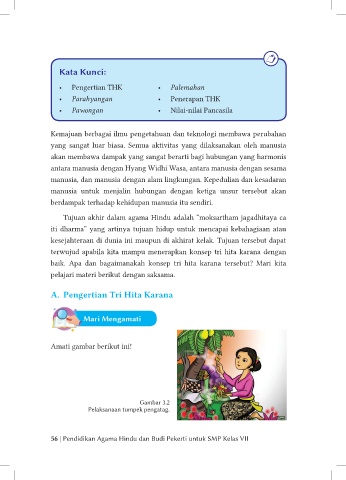 Kata Kunci:
• Pengertian THK
• Parahyangan
• Pawongan
• Palemahan
• Penerapan THK
• Nilai-nilai Pancasila
Kemajuan berbagai ilmu pengetahuan dan teknologi membawa perubahan
yang sangat luar biasa. Semua aktivitas yang dilaksanakan oleh manusia
akan membawa dampak yang sangat berarti bagi hubungan yang harmonis
antara manusia dengan Hyang Widhi Wasa, antara manusia dengan sesama
manusia, dan manusia dengan alam lingkungan. Kepedulian dan kesadaran
manusia untuk menjalin hubungan dengan ketiga unsur tersebut akan
berdampak terhadap kehidupan manusia itu sendiri.
Tujuan akhir dalam agama Hindu adalah “moksartham jagadhitaya ca
iti dharma” yang artinya tujuan hidup untuk mencapai kebahagiaan atau
kesejahteraan di dunia ini maupun di akhirat kelak. Tujuan tersebut dapat
terwujud apabila kita mampu menerapkan konsep tri hita karana dengan
baik. Apa dan bagaimanakah konsep tri hita karana tersebut? Mari kita
pelajari materi berikut dengan saksama.
A. Pengertian Tri Hita Karana
Mari Mengamati
Amati gambar berikut ini!
Gambar 3.2
Pelaksanaan tumpek pengatag.
56 | Pendidikan Agama Hindu dan Budi Pekerti untuk SMP Kelas VII